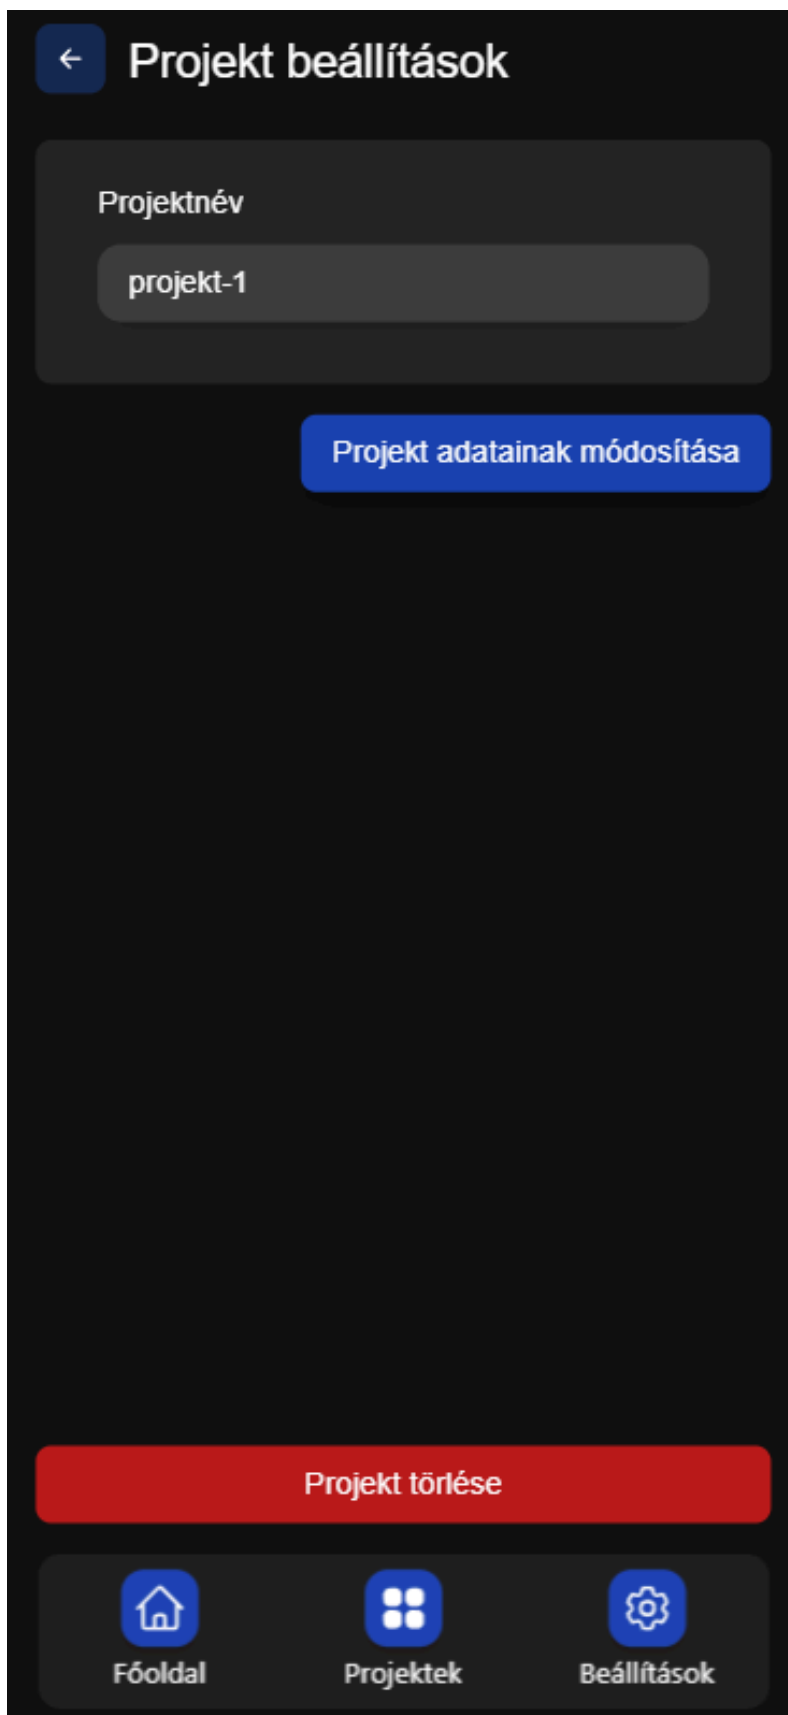 Projekt beállítások
Projektnév
projekt-1
Projekt adatainak módosítása
Projekt törlése
Főoldal
Projektek
Beállítások